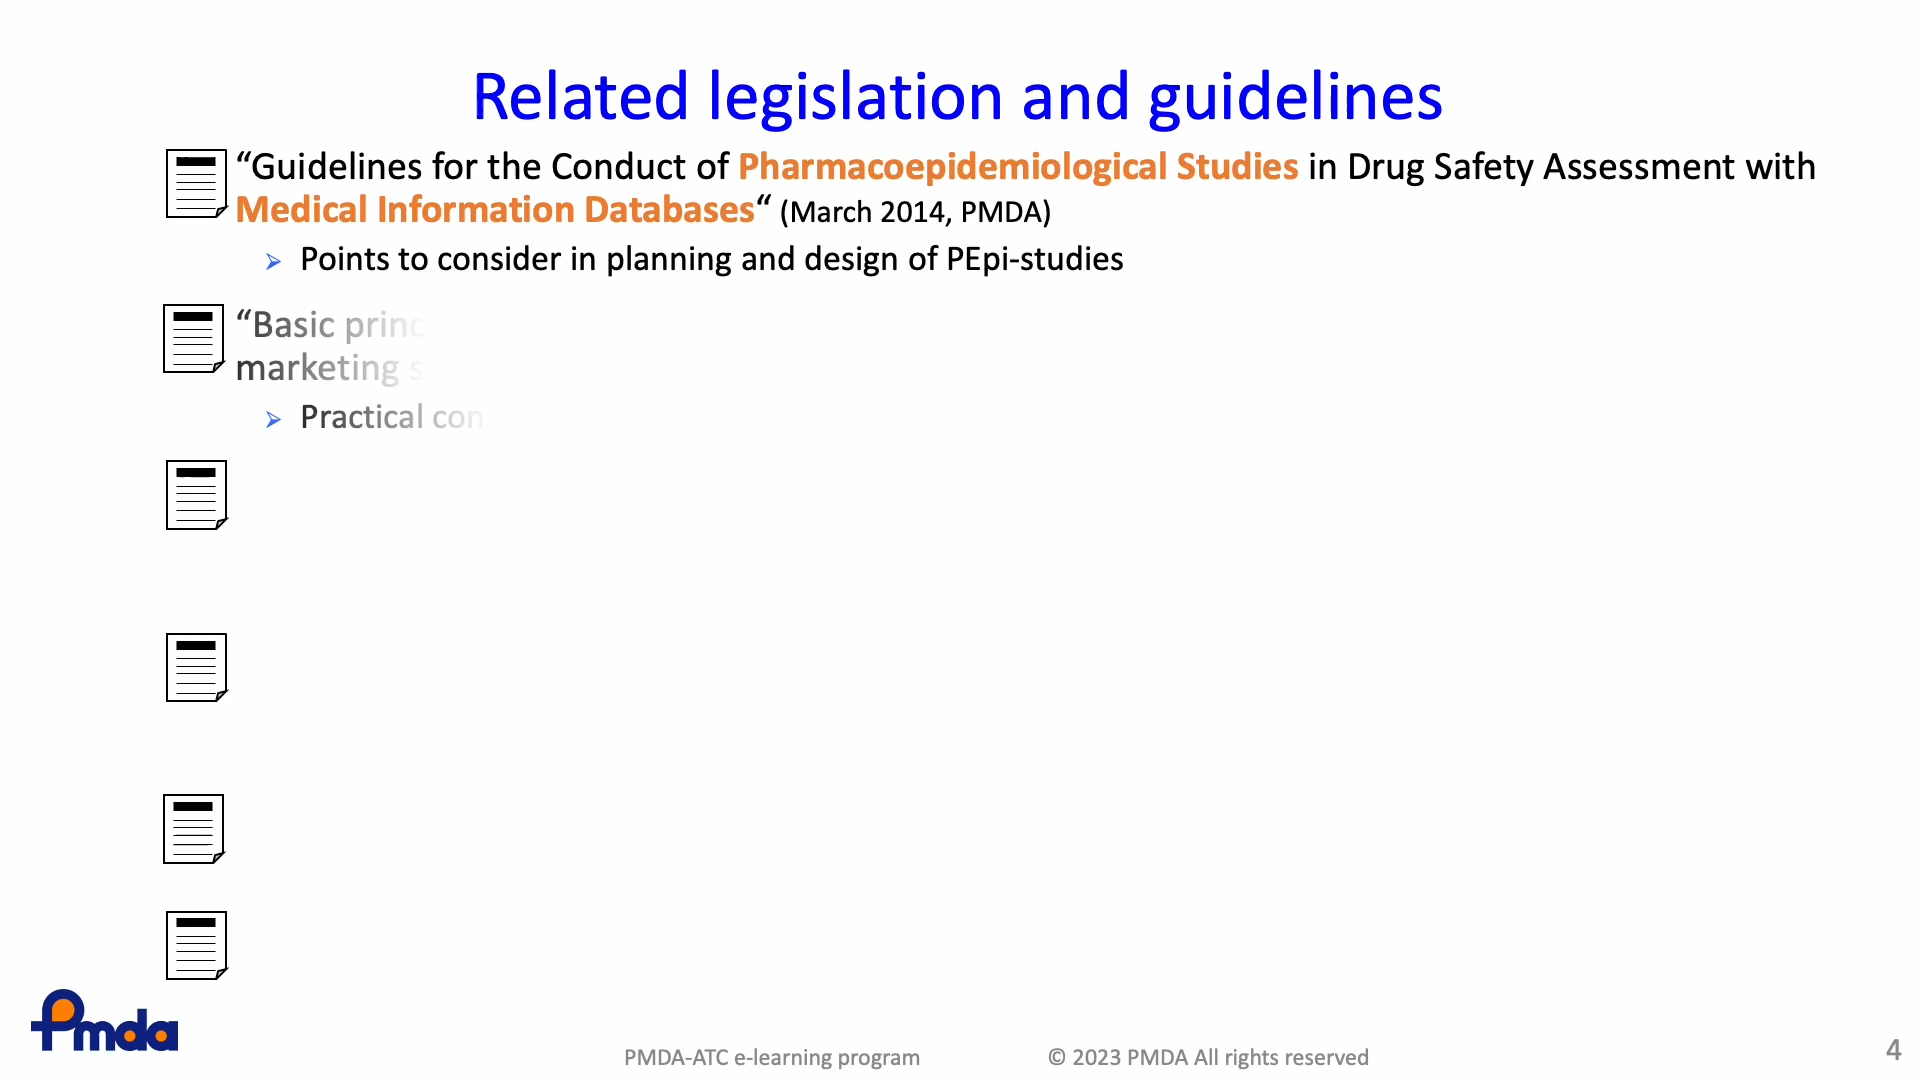 Related legislation and guidelines
“Guidelines for the Conduct of Pharmacoepidemiological Studies in Drug Safety Assessment with
Medical Information Databases“ (March 2014, PMDA)
➢ Points to consider in planning and design of PEpi-studies
“Basic
marketing
➢ Practical
pmda
PMDA-ATC e-learning program
© 2023 PMDA All rights reserved
4